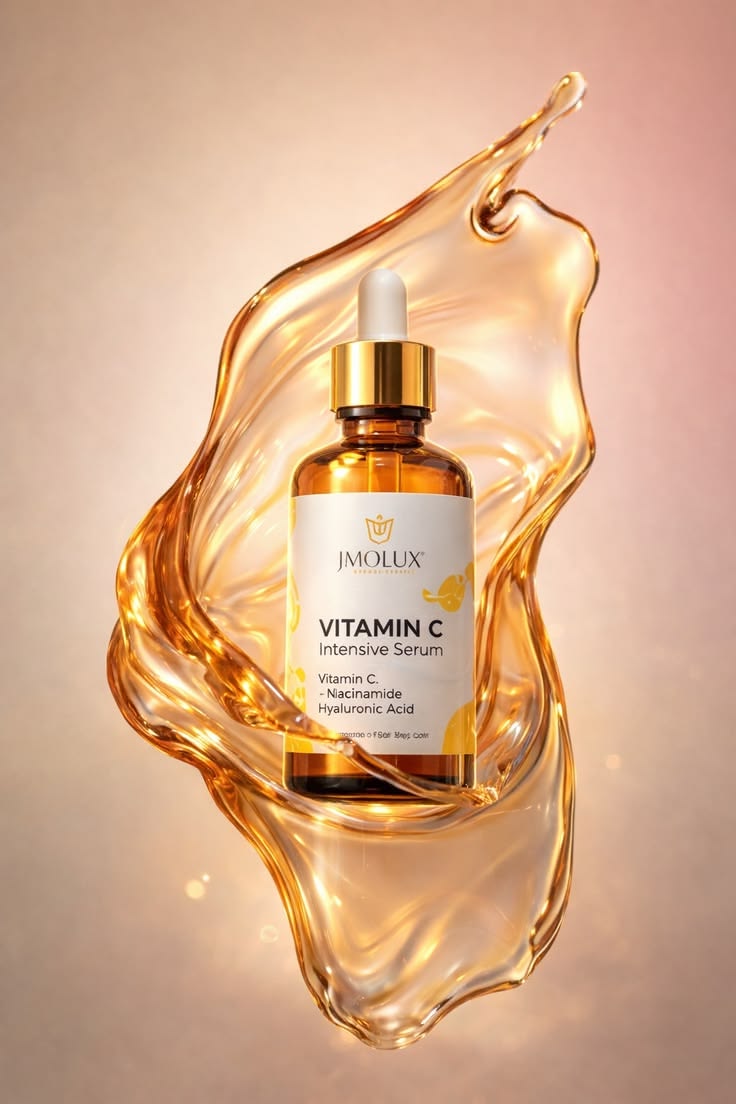 JMOLUX®
VITAMIN C
Intensive Serum
Vitamin C.
- Niacinamide
Hyaluronic Acid